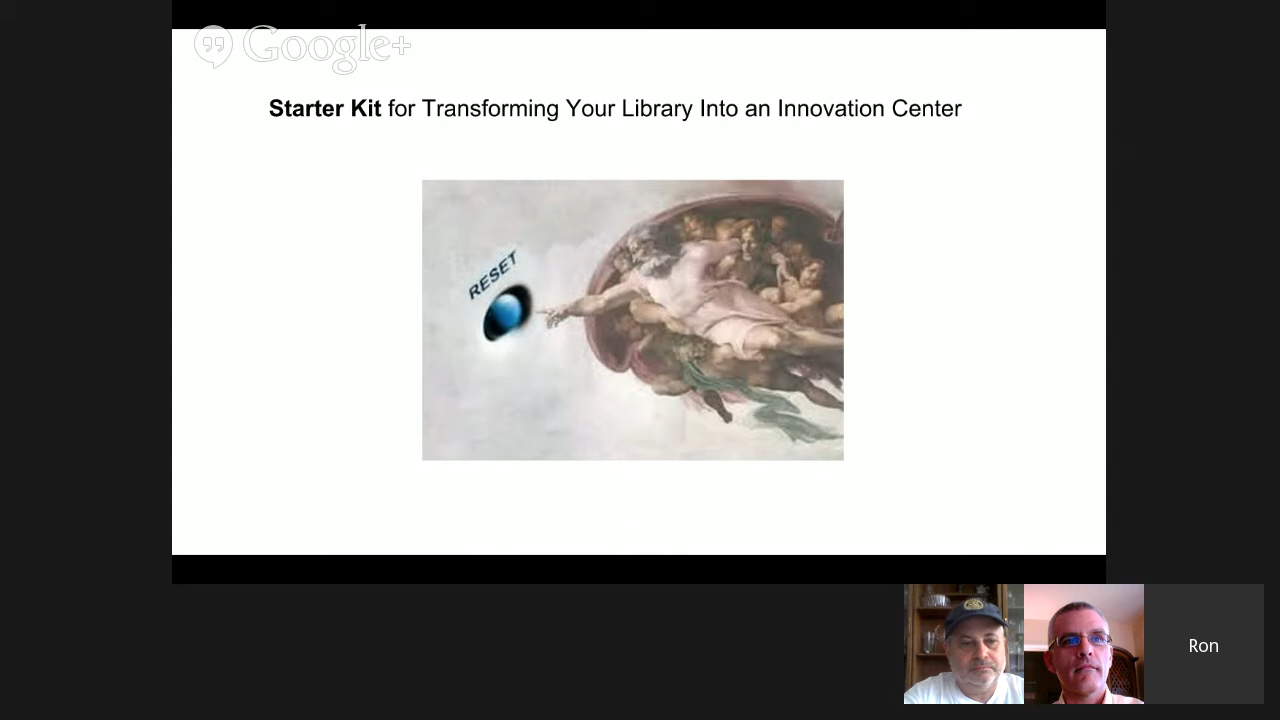 Google+
Starter Kit for Transforming Your Library Into an Innovation Center
RESET
Ron